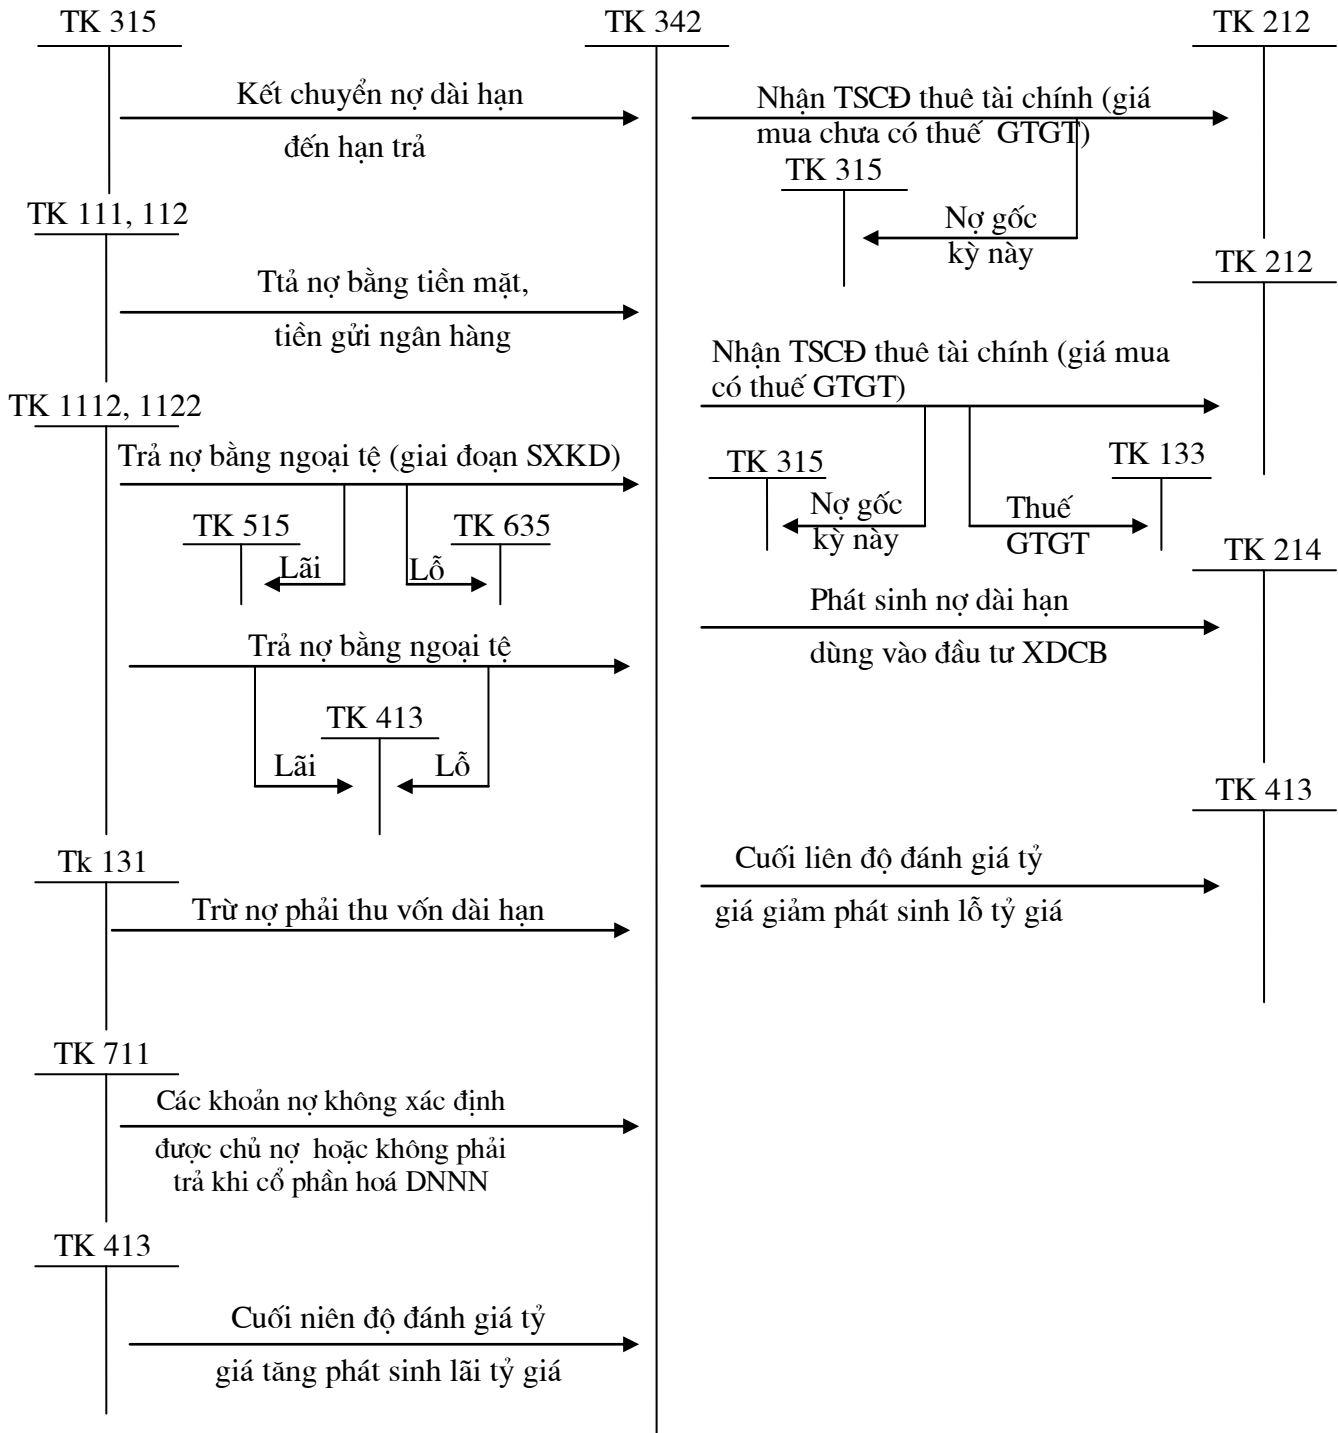 TK 315
TK 342
TK 212
Kết chuyển nợ dài hạn
đến hạn trả
Nhận TSCĐ thuê tài chính (giá
mua chưa có thuế GTGT)
TK 315
Nợ gốc
kỳ này
TK 111, 112
Ttả nợ bằng tiền mặt,
tiền gửi ngân hàng
TK 212
Nhận TSCĐ thuê tài chính (giá mua
có thuế GTGT)
TK 1112, 1122
Trả nợ bằng ngoại tệ (giai đoạn SXKD)
TK 515
TK 635
Lãi
Lỗ
TK 315
TK 133
Nợ gốc
kỳ này
Thuế
GTGT
TK 214
Phát sinh nợ dài hạn
dùng vào đầu tư XDCB
Trả nợ bằng ngoại tệ
TK 413
Lãi
Lỗ
TK 413
Cuối liên độ đánh giá tỷ
giá giảm phát sinh lỗ tỷ giá
Tk 131
Trừ nợ phải thu vốn dài hạn
TK 711
Các khoản nợ không xác định
được chủ nợ hoặc không phải
trả khi cổ phần hoá DNNN
TK 413
Cuối niên độ đánh giá tỷ
giá tăng phát sinh lãi tỷ giá